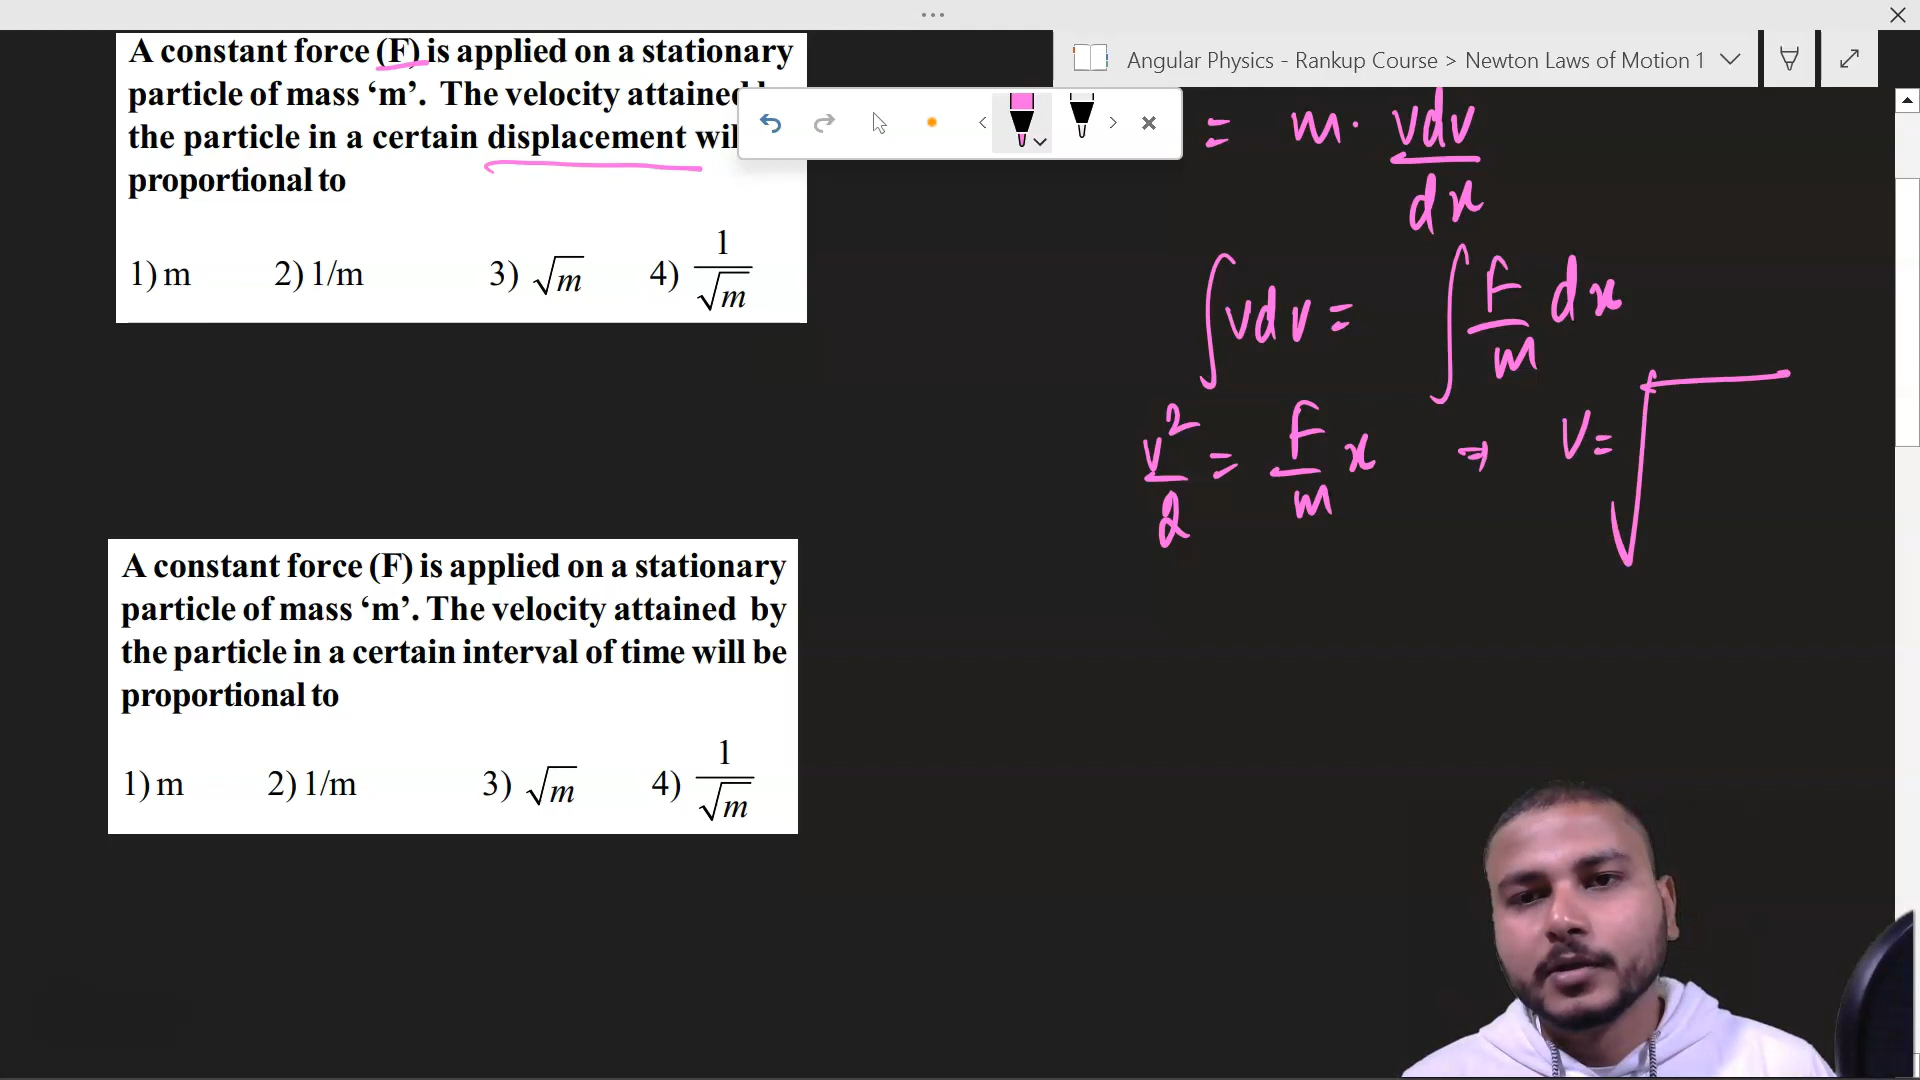 A constant force (F) is applied on a stationary
particle of mass ‘m’. The velocity attained
the particle in a certain displacement
proportional to
1) m 2) 1/m 3) √m 4) 1/√m
A constant force (F) is applied on a stationary
particle of mass ‘m’. The velocity attained by
the particle in a certain interval of time will be
proportional to
1) m 2) 1/m 3) √m 4) 1/√m
Angular Physics - Rankup Course > Newton Laws of Motion 1
= m · vdv/dx
∫vdv = ∫F/m dx
v²/2 = F/m x ⇒ V = √